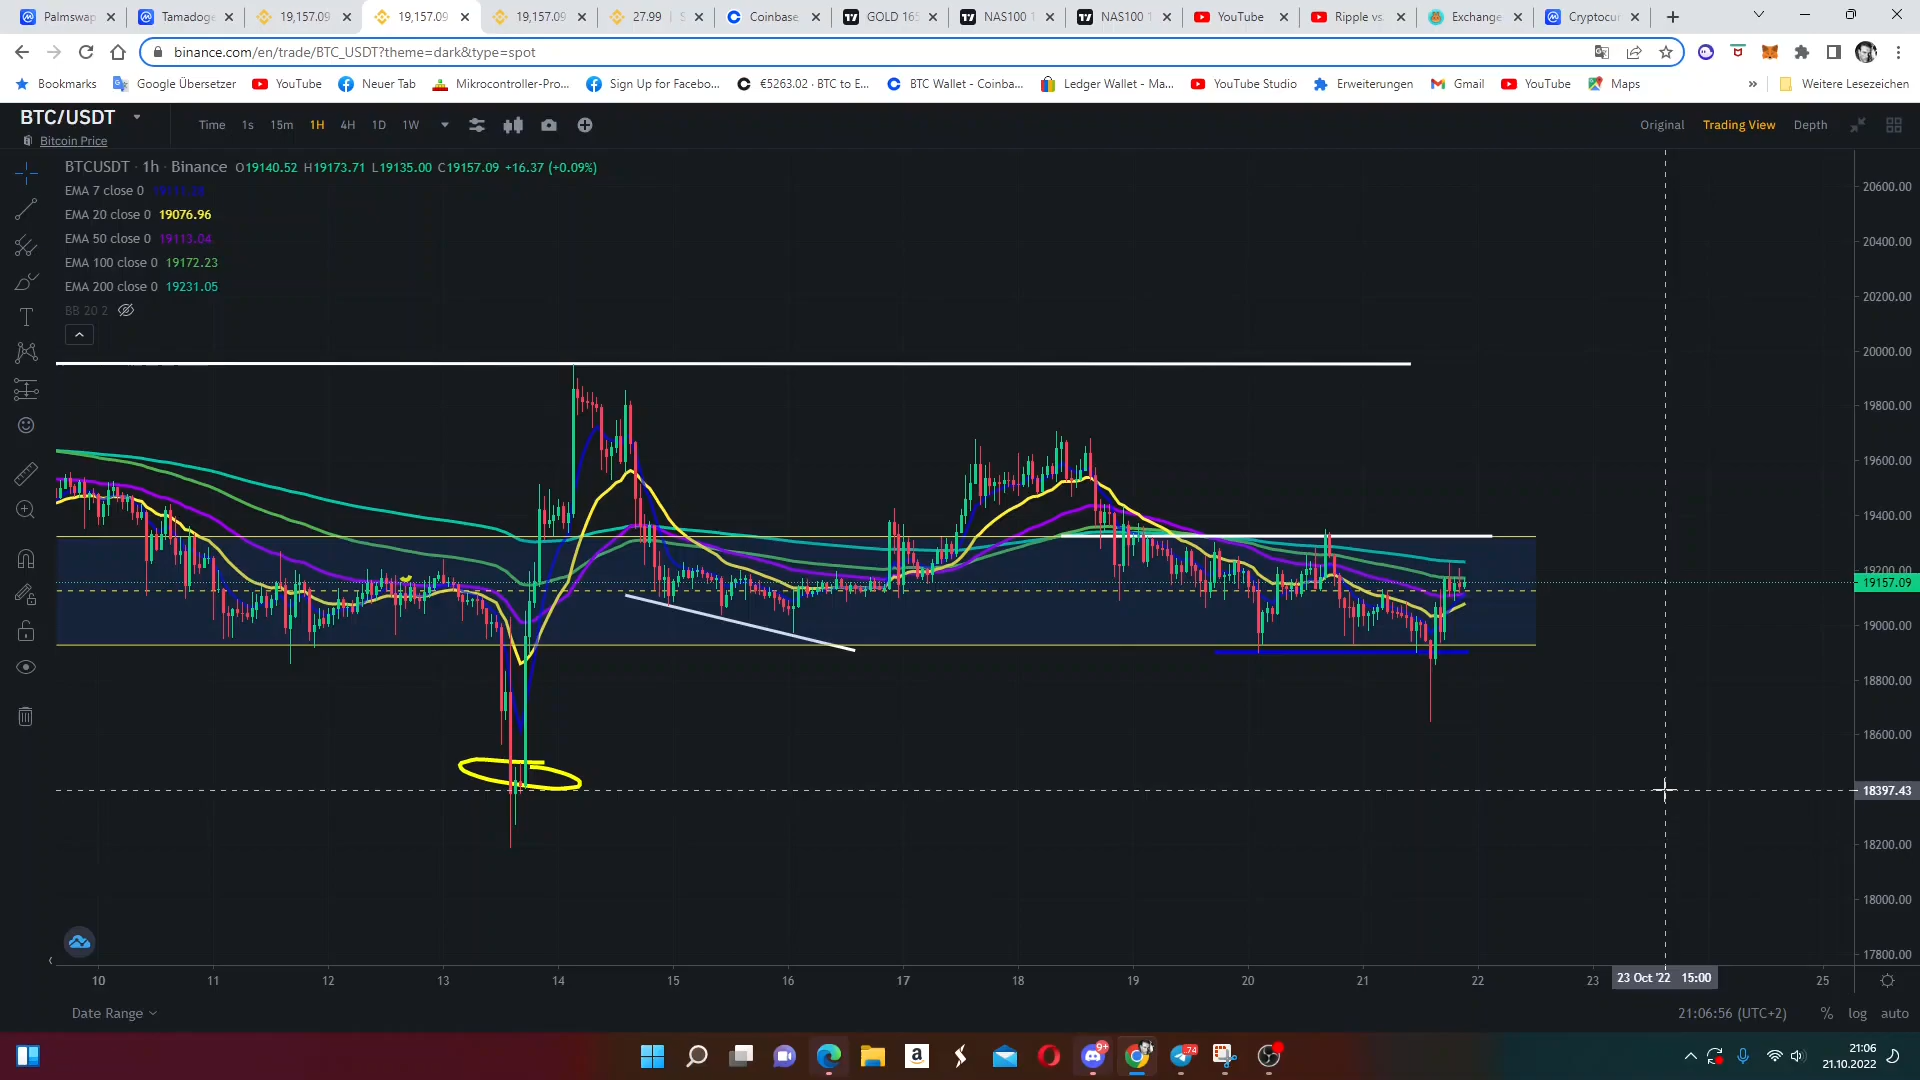 Palmswap
Tamadoge
19,157.09
19,157.09
19,157.09
27.99 | S
Coinbase
GOLD 165
NAS100 1
NAS100 1
YouTube
Ripple vs.
Exchange
Cryptocur
binance.com/en/trade/BTC_USDT?theme=dark&type=spot
Bookmarks
Google Übersetzer
YouTube
Neuer Tab
Mikrocontroller-Pro...
Sign Up for Facebo...
€5263.02 · BTC to E...
BTC Wallet - Coinba...
Ledger Wallet - Ma...
YouTube Studio
Erweiterungen
Gmail
YouTube
Maps
»
Weitere Lesezeichen
BTC/USDT
Bitcoin Price
Time 1s 15m 1H 4H 1D 1W
Original Trading View Depth
BTCUSDT · 1h · Binance O19140.52 H19173.71 L19135.00 C19157.09 +16.37 (+0.09%)
EMA 7 close 0
EMA 20 close 0 19076.96
EMA 50 close 0 19113.04
EMA 100 close 0 19172.23
EMA 200 close 0 19231.05
BB 20 2
20600.00
20400.00
20200.00
20000.00
19800.00
19600.00
19400.00
19200.00
19157.09
19000.00
18800.00
18600.00
18397.43
18200.00
18000.00
17800.00
10 11 12 13 14 15 16 17 18 19 20 21 22 23 23 Oct '22 15:00 25
Date Range
21:06:56 (UTC+2) % log auto
9+
74
21:06
21.10.2022